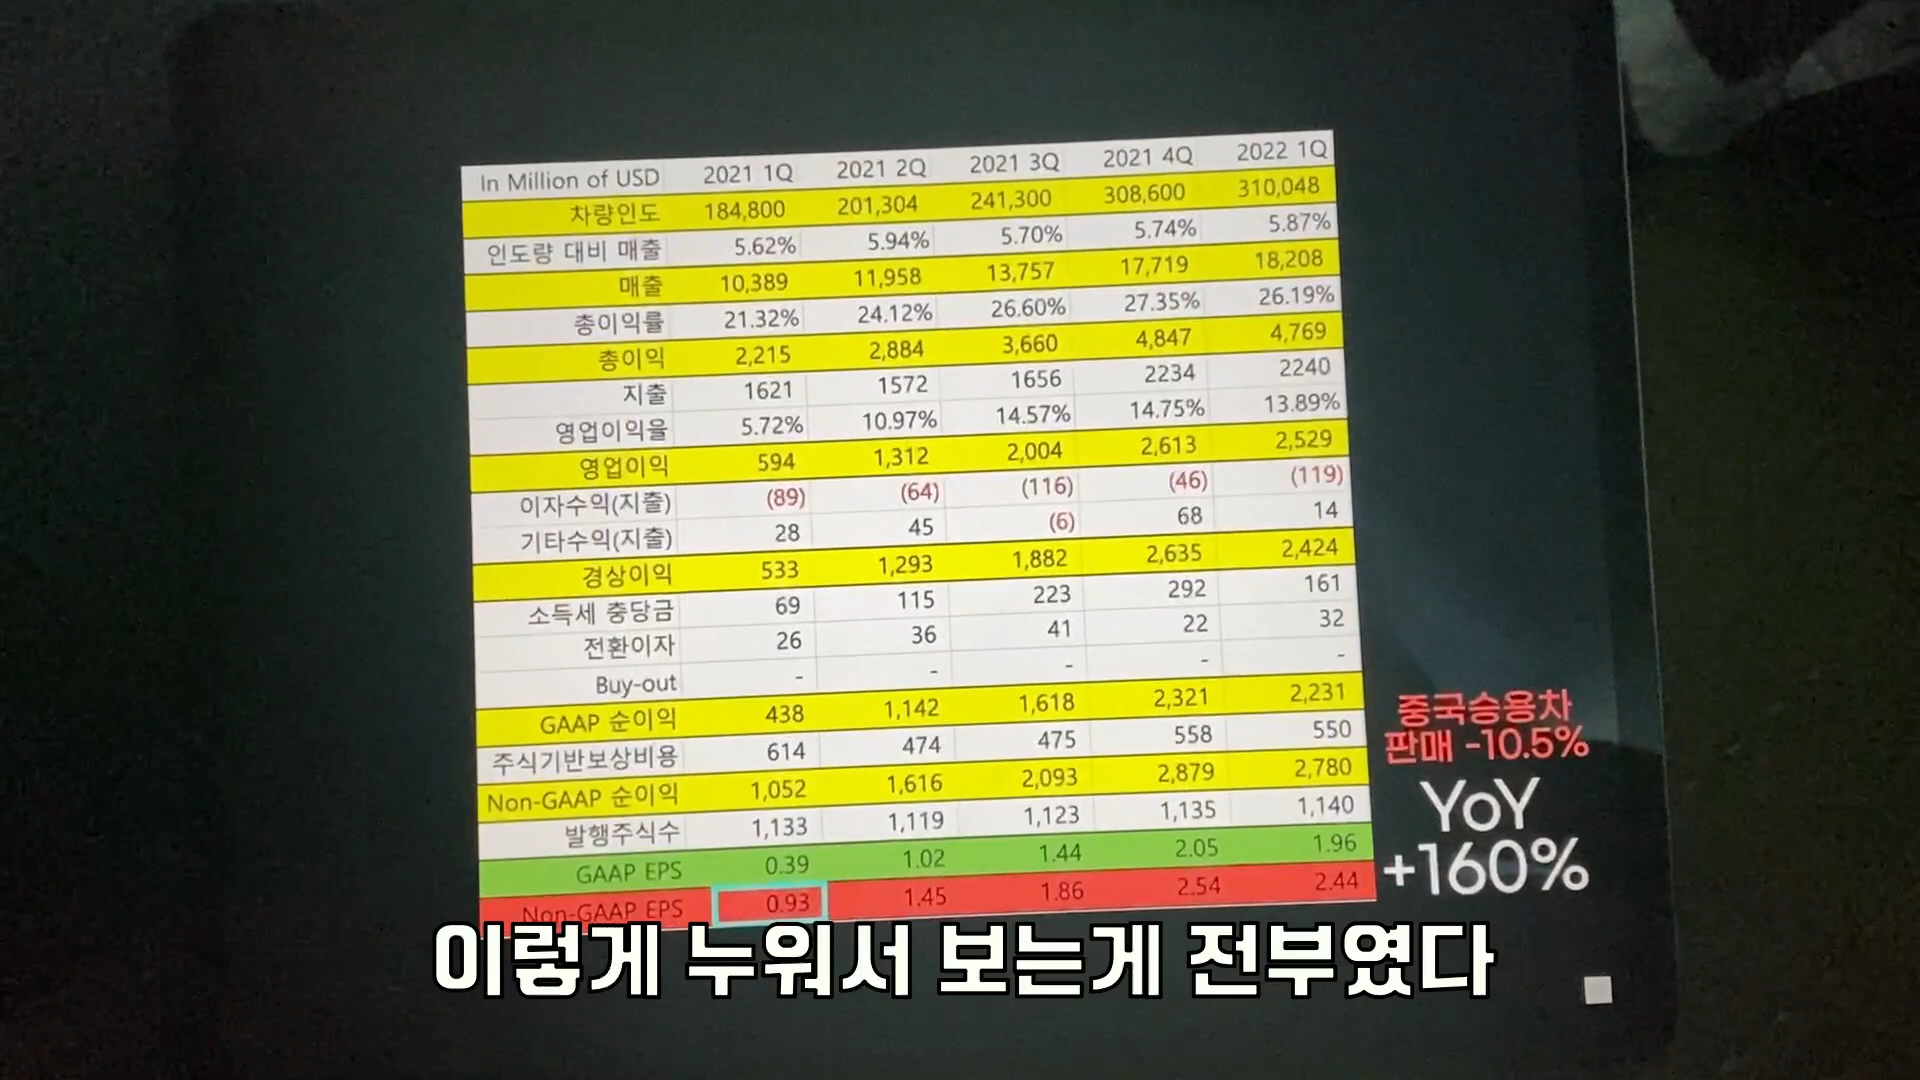 In Million of USD 2021 1Q 2021 2Q 2021 3Q 2021 4Q 2022 1Q
차량인도 184,800 201,304 241,300 308,600 310,048
인도량 대비 매출 5.62% 5.94% 5.70% 5.74% 5.87%
매출 10,389 11,958 13,757 17,719 18,208
총이익률 21.32% 24.12% 26.60% 27.35% 26.19%
총이익 2,215 2,884 3,660 4,847 4,769
지출 1621 1572 1656 2234 2240
영업이익율 5.72% 10.97% 14.57% 14.75% 13.89%
영업이익 594 1,312 2,004 2,613 2,529
이자수익(지출) (89) (64) (116) (46) (119)
기타수익(지출) 28 45 (6) 68 14
경상이익 533 1,293 1,882 2,635 2,424
소득세 충당금 69 115 223 292 161
전환이자 26 36 41 22 32
Buy-out - - - - -
GAAP 순이익 438 1,142 1,618 2,321 2,231
주식기반보상비용 614 474 475 558 550
Non-GAAP 순이익 1,052 1,616 2,093 2,879 2,780
발행주식수 1,133 1,119 1,123 1,135 1,140
GAAP EPS 0.39 1.02 1.44 2.05 1.96
Non-GAAP EPS 0.93 1.45 1.86 2.54 2.44
중국승용차
판매 -10.5%
YoY
+160%
이렇게 누워서 보는게 전부였다